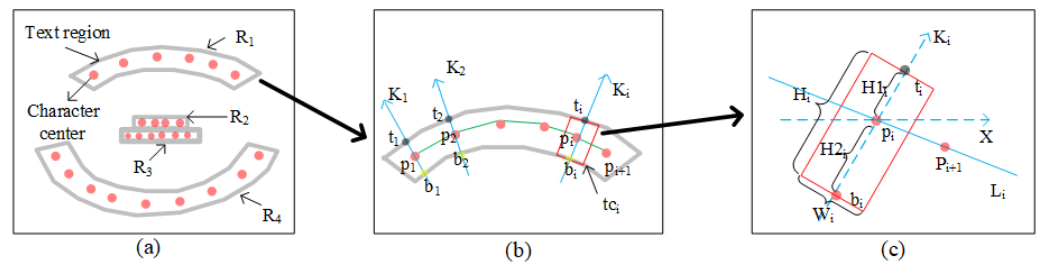 Text region
R1
Character
center
R2
R3
R4
(a)
K1
K2
Ki
t1
t2
ti
p1
p2
pi
pi+1
b1
b2
bi
tci
(b)
Ki
Hi
H1i
ti
X
pi
H2i
Pi+1
Wi
bi
Li
(c)